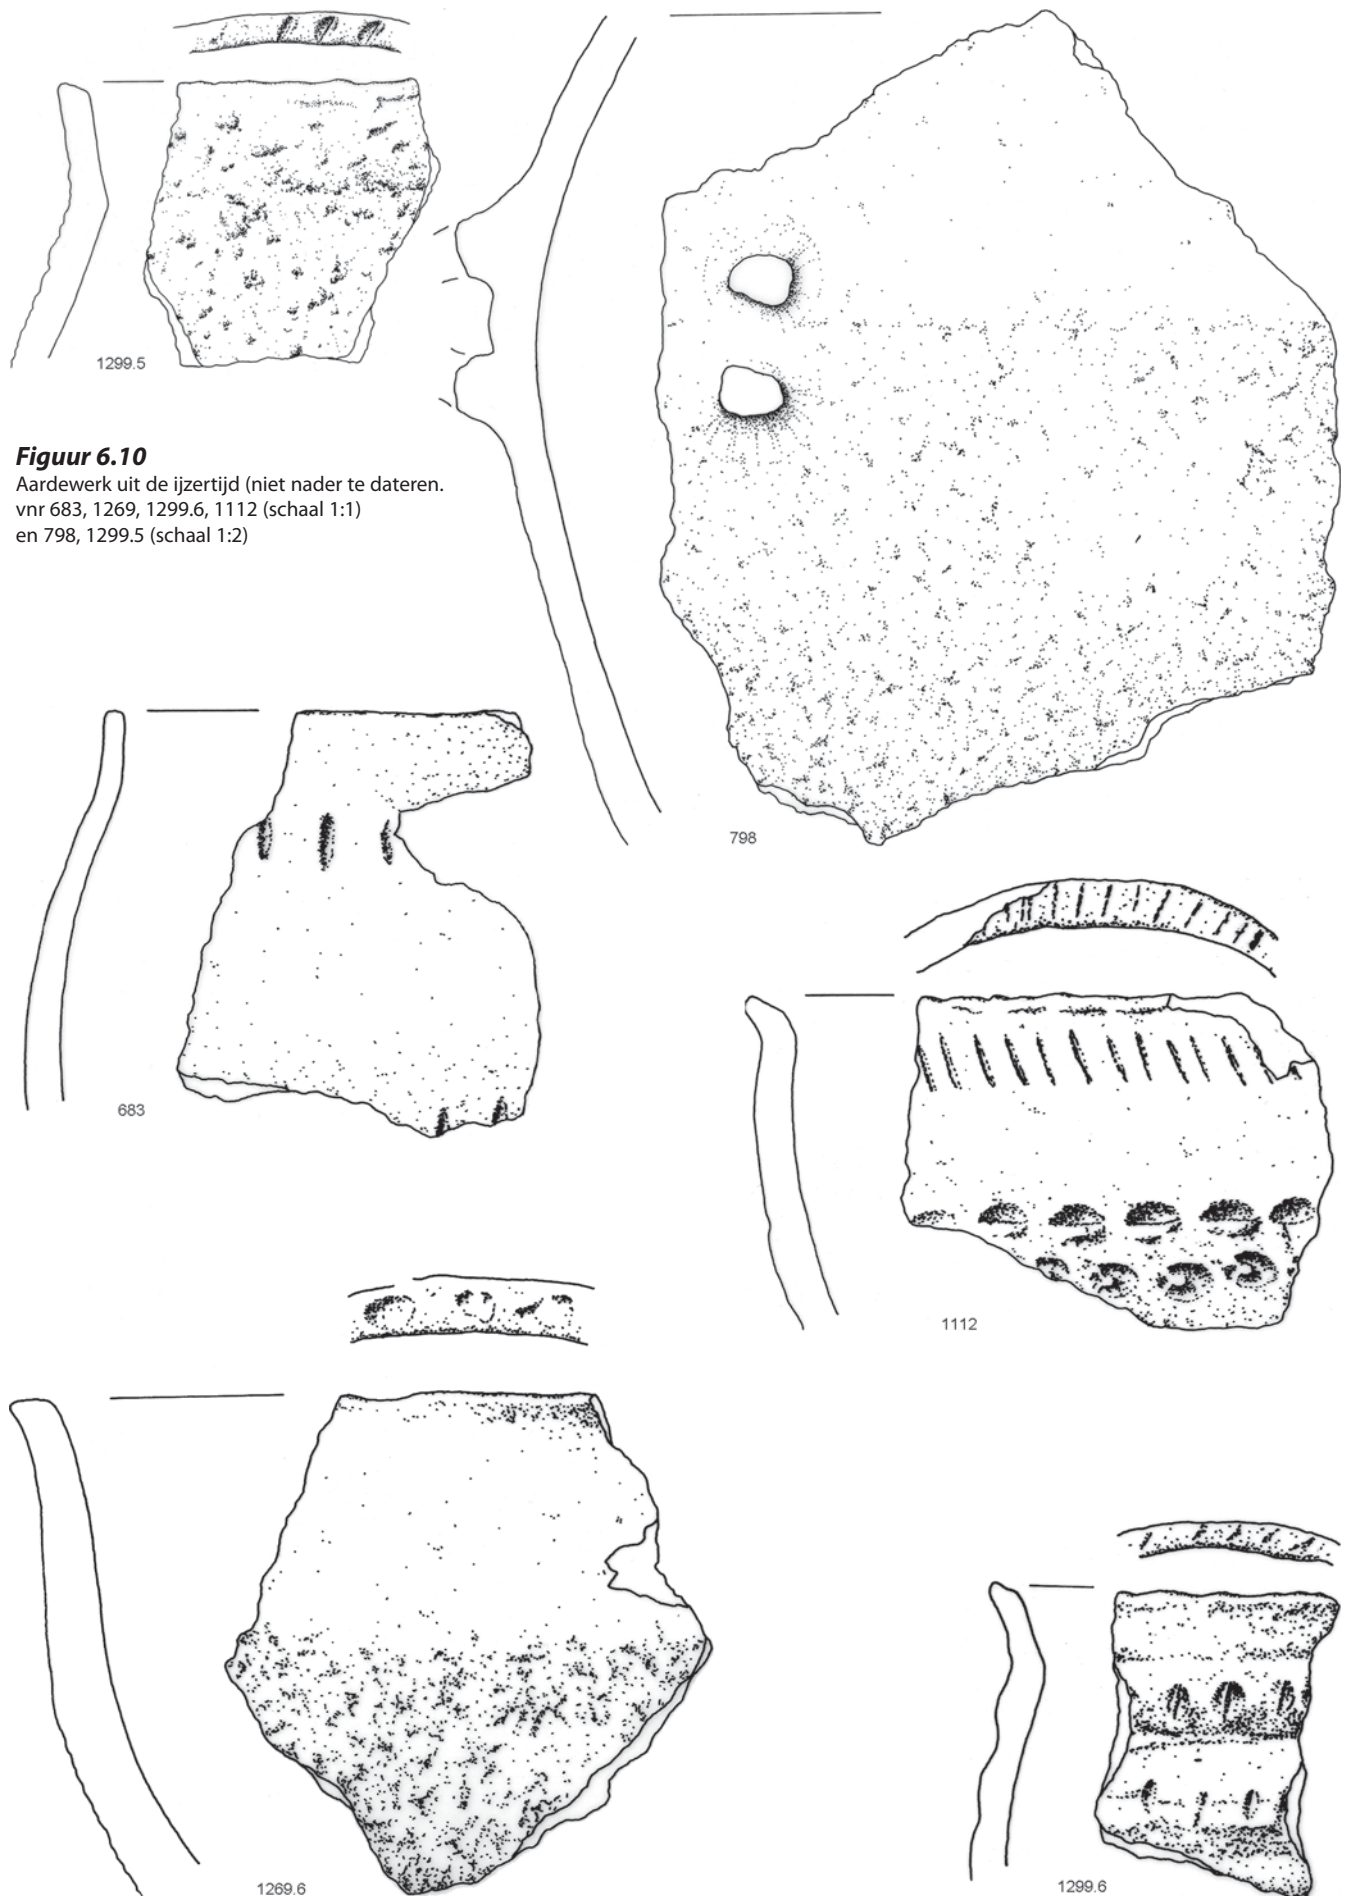 1299.5
Figuur 6.10
Aardewerk uit de ijzertijd (niet nader te dateren.
vnr 683, 1269, 1299.6, 1112 (schaal 1:1)
en 798, 1299.5 (schaal 1:2)
798
683
1112
1269.6
1299.6